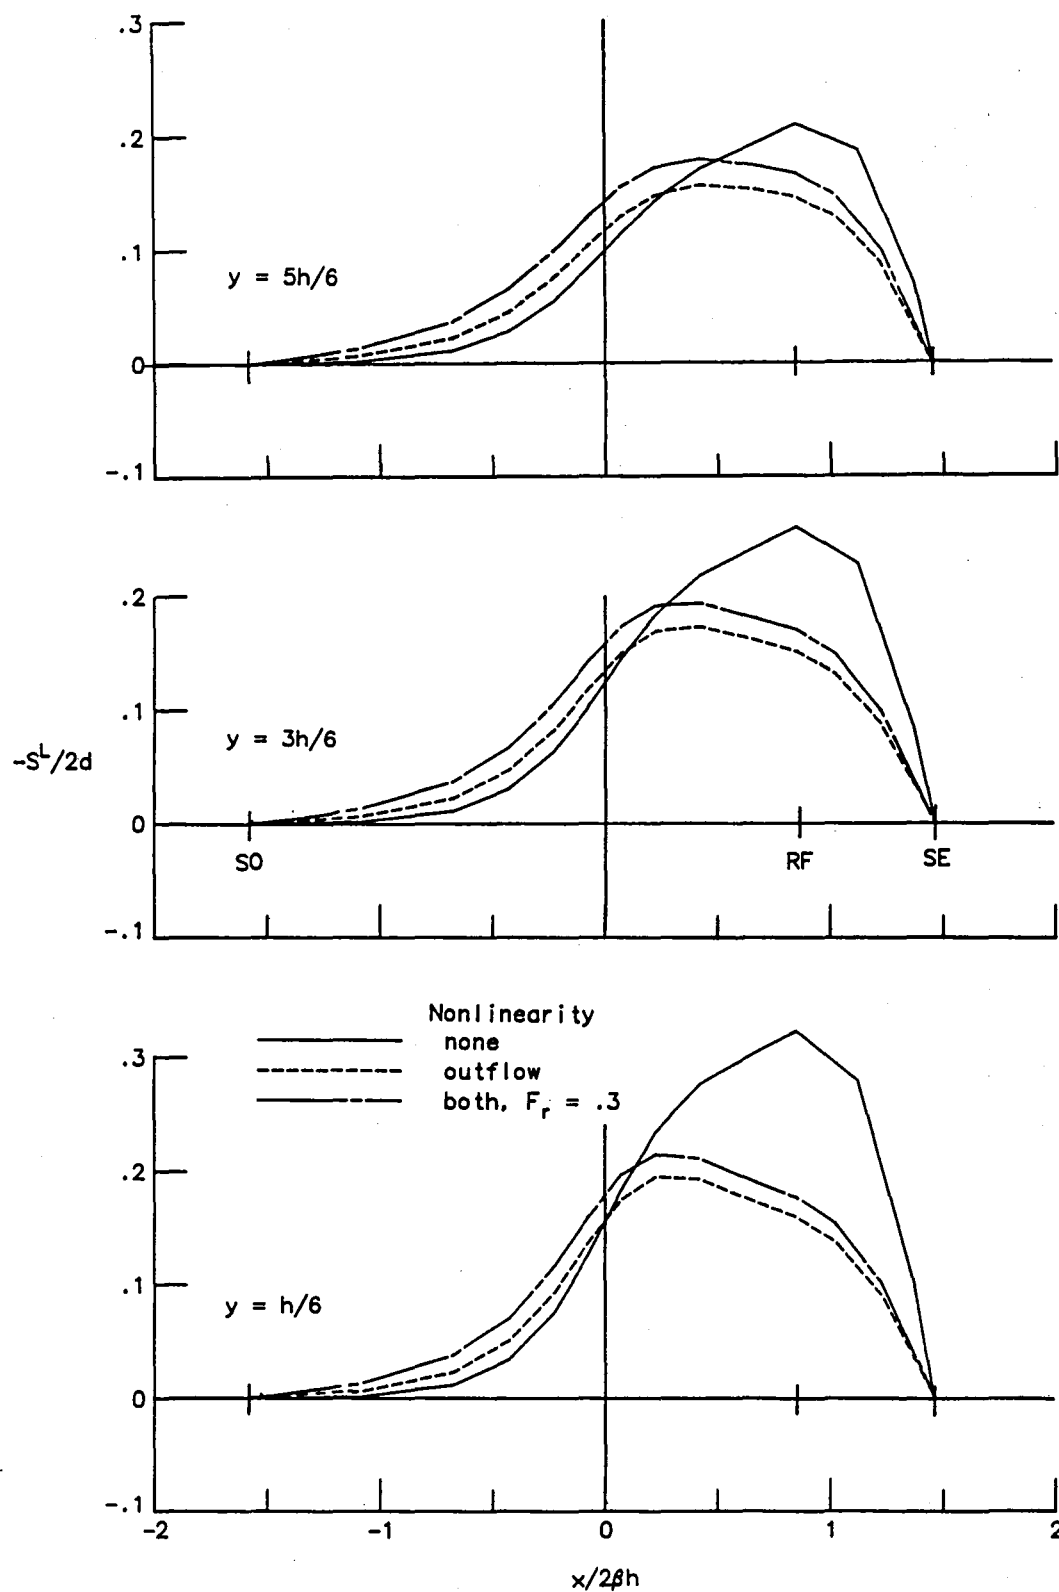 .3
.2
.1
y = 5h/6
0
-.1
.2
.1
y = 3h/6
-S^L/2d
0
SO RF SE
-.1
Nonlinearity
none
.3
outflow
both, F_r = .3
.2
.1
y = h/6
0
-.1
-2 -1 0 1 2
x/2βh